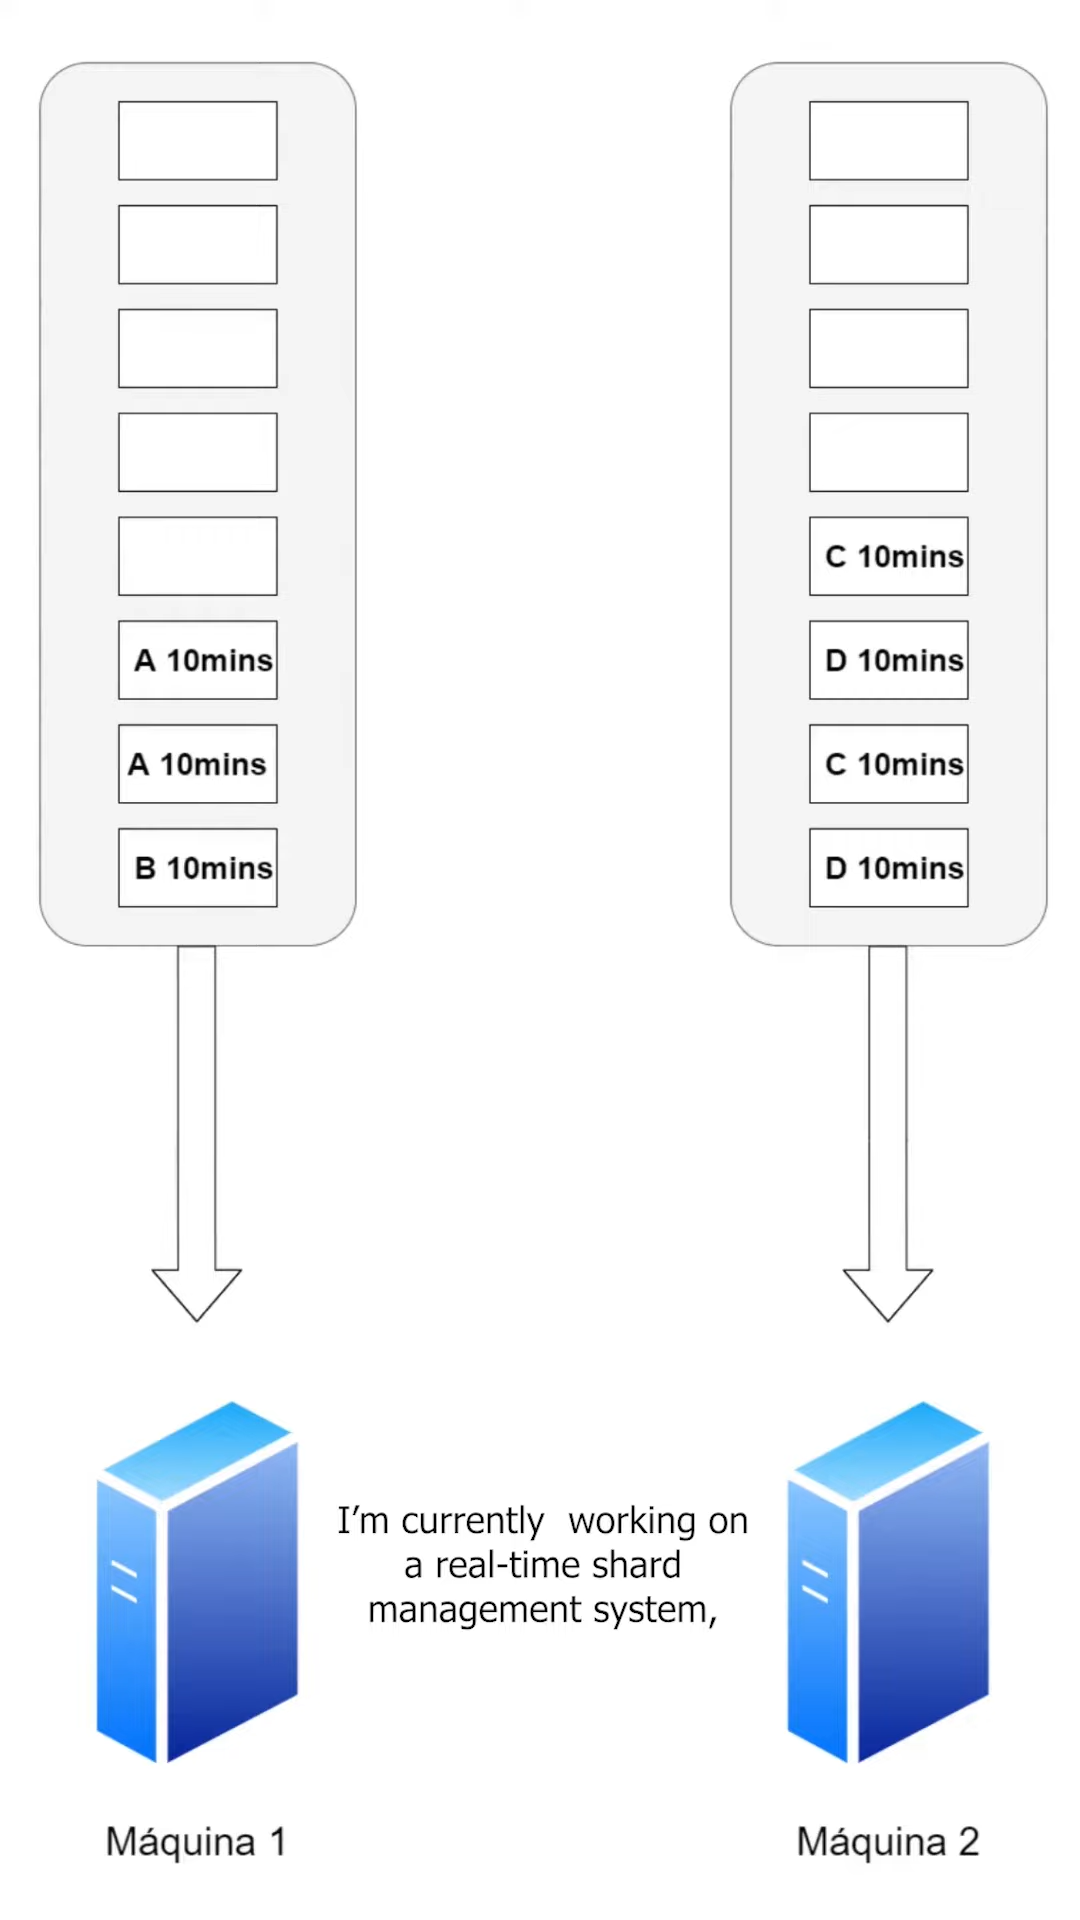 A 10mins
A 10mins
B 10mins
C 10mins
D 10mins
C 10mins
D 10mins
I’m currently  working on
a real-time shard
management system,
Máquina 1
Máquina 2